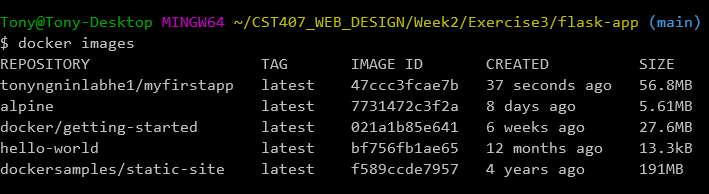 Tony@Tony-Desktop MINGW64 ~/CST407_WEB_DESIGN/Week2/Exercise3/flask-app (main)
$ docker images
REPOSITORY TAG IMAGE ID CREATED SIZE
tonyngninlabhe1/myfirstapp latest 47ccc3fcae7b 37 seconds ago 56.8MB
alpine latest 7731472c3f2a 8 days ago 5.61MB
docker/getting-started latest 021a1b85e641 6 weeks ago 27.6MB
hello-world latest bf756fb1ae65 12 months ago 13.3kB
dockersamples/static-site latest f589ccde7957 4 years ago 191MB